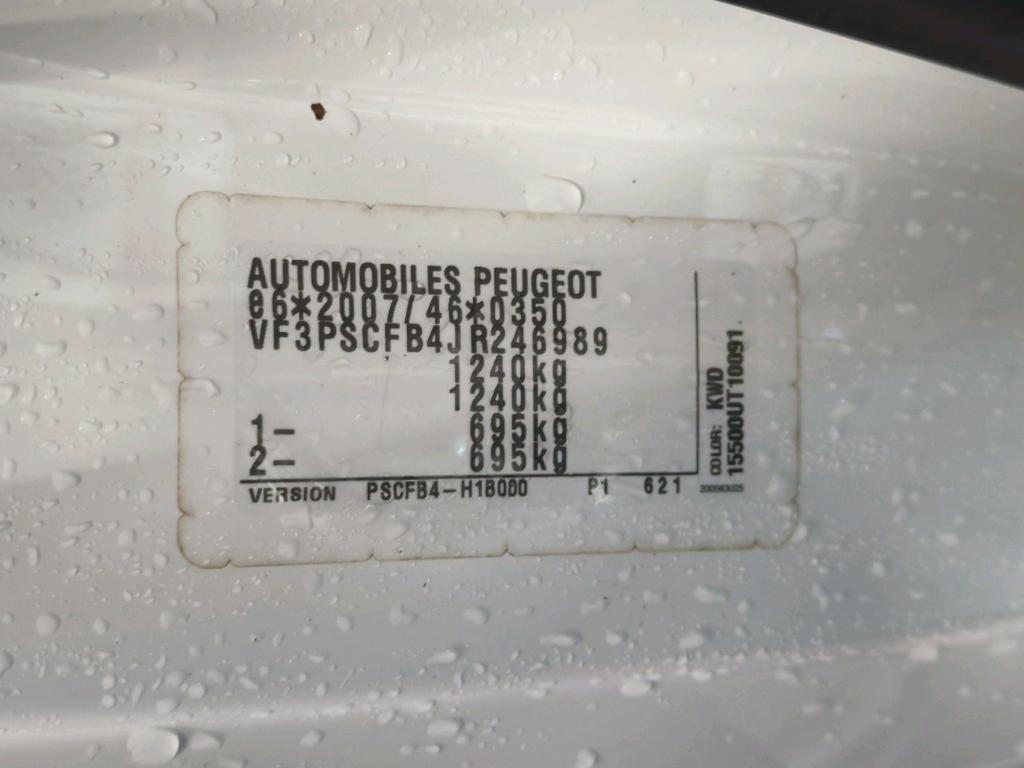 AUTOMOBILES PEUGEOT
e6*2007/46*0350
VF3PSCFB4JR246989
1240kg
1240kg
1- 695kg
2- 695kg
VERSION PSCFB4-H1B000 P1 621
COLOR: KWD
15500UT10091